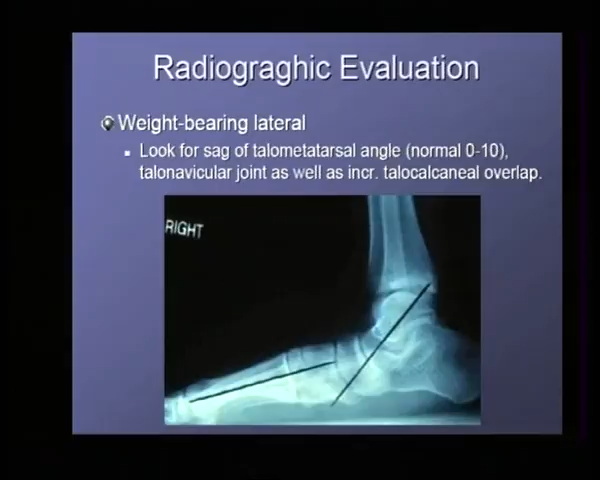 Radiograghic Evaluation
Weight-bearing lateral
Look for sag of talometatarsal angle (normal 0-10),
talonavicular joint as well as incr. talocalcaneal overlap.
RIGHT